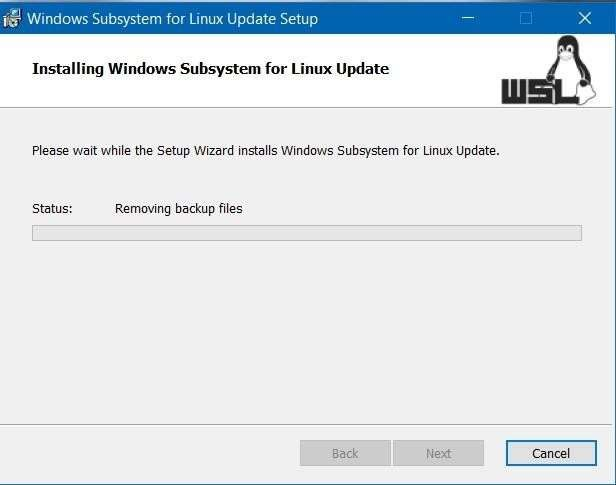 Windows Subsystem for Linux Update Setup
Installing Windows Subsystem for Linux Update
WSL
Please wait while the Setup Wizard installs Windows Subsystem for Linux Update.
Status: Removing backup files
Back Next Cancel